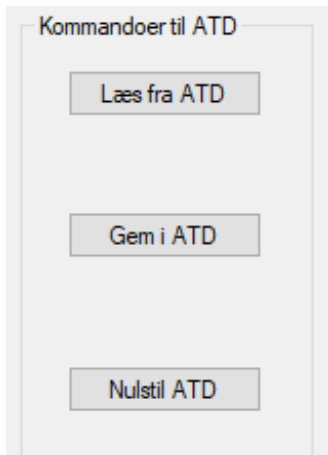 Kommandoer til ATD
Læs fra ATD
Gem i ATD
Nulstil ATD